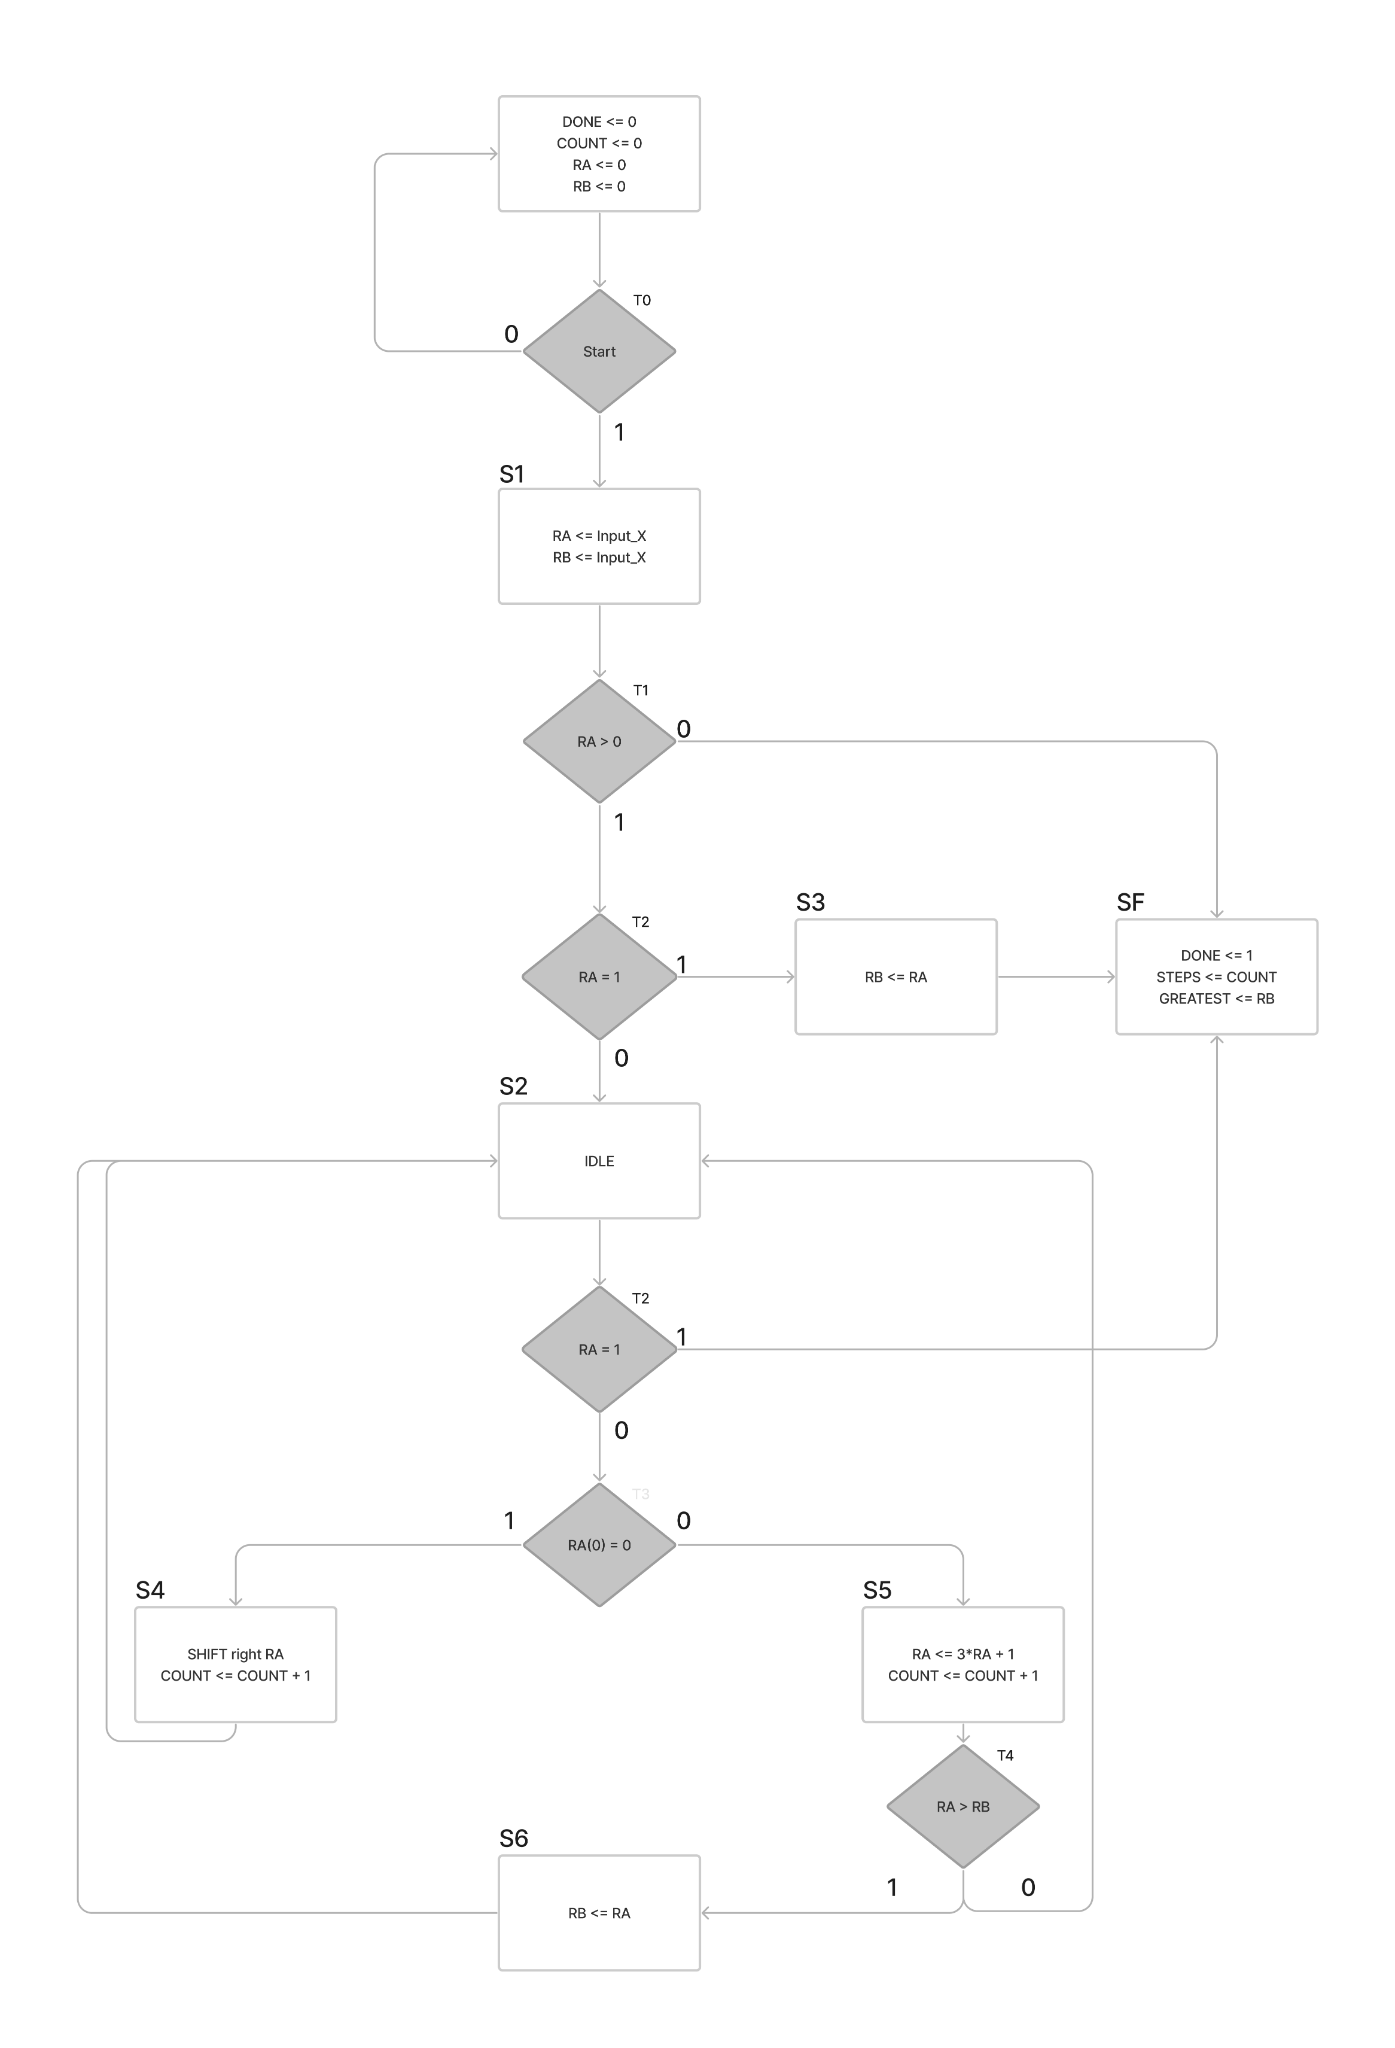 DONE <= 0
COUNT <= 0
RA <= 0
RB <= 0
T0
0
Start
1
S1
RA <= Input_X
RB <= Input_X
T1
0
RA > 0
1
S3
SF
T2
1
RA = 1
RB <= RA
DONE <= 1
STEPS <= COUNT
GREATEST <= RB
0
S2
IDLE
T2
1
RA = 1
0
T3
1
0
RA(0) = 0
S4
SHIFT right RA
COUNT <= COUNT + 1
S5
RA <= 3*RA + 1
COUNT <= COUNT + 1
T4
RA > RB
1
0
S6
RB <= RA